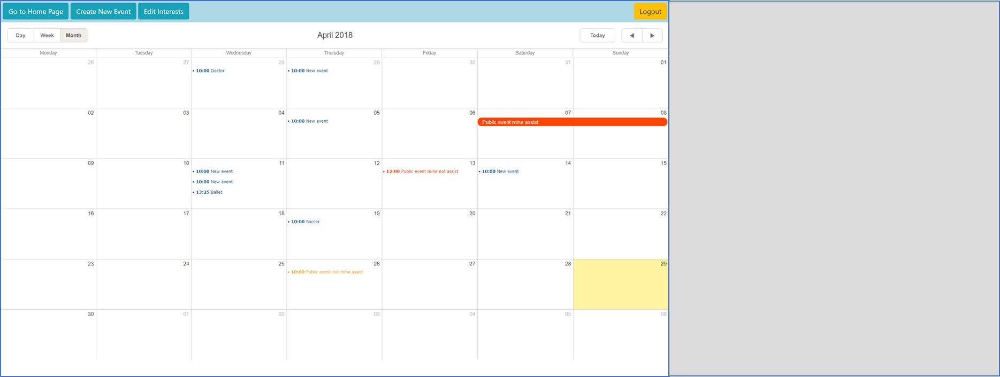 Go to Home Page Create New Event Edit Interests Logout
Day Week Month April 2018 Today
Monday Tuesday Wednesday Thursday Friday Saturday Sunday
26 27 28 29 30 31 01
• 10:00 Doctor • 10:00 New event
02 03 04 05 06 07 08
• 10:00 New event Public event mine assist
09 10 11 12 13 14 15
• 10:00 New event • 12:00 Public event mine not assist • 10:00 New event
• 10:00 New event
• 13:25 Ballet
16 17 18 19 20 21 22
• 10:00 Soccer
23 24 25 26 27 28 29
• 10:00 Public event not mine assist
30 01 02 03 04 05 06